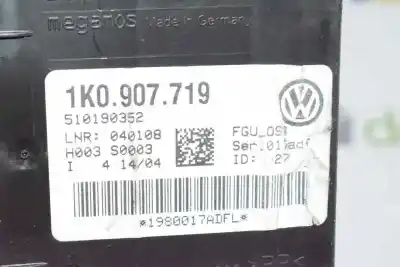 megamos
Made in Germany
1K0.907.719
510190352
LNR: 040108
H003 S0003
I 4 14/04
FGU_OS
Ser.01
ID: 27
*1980017ADFL*